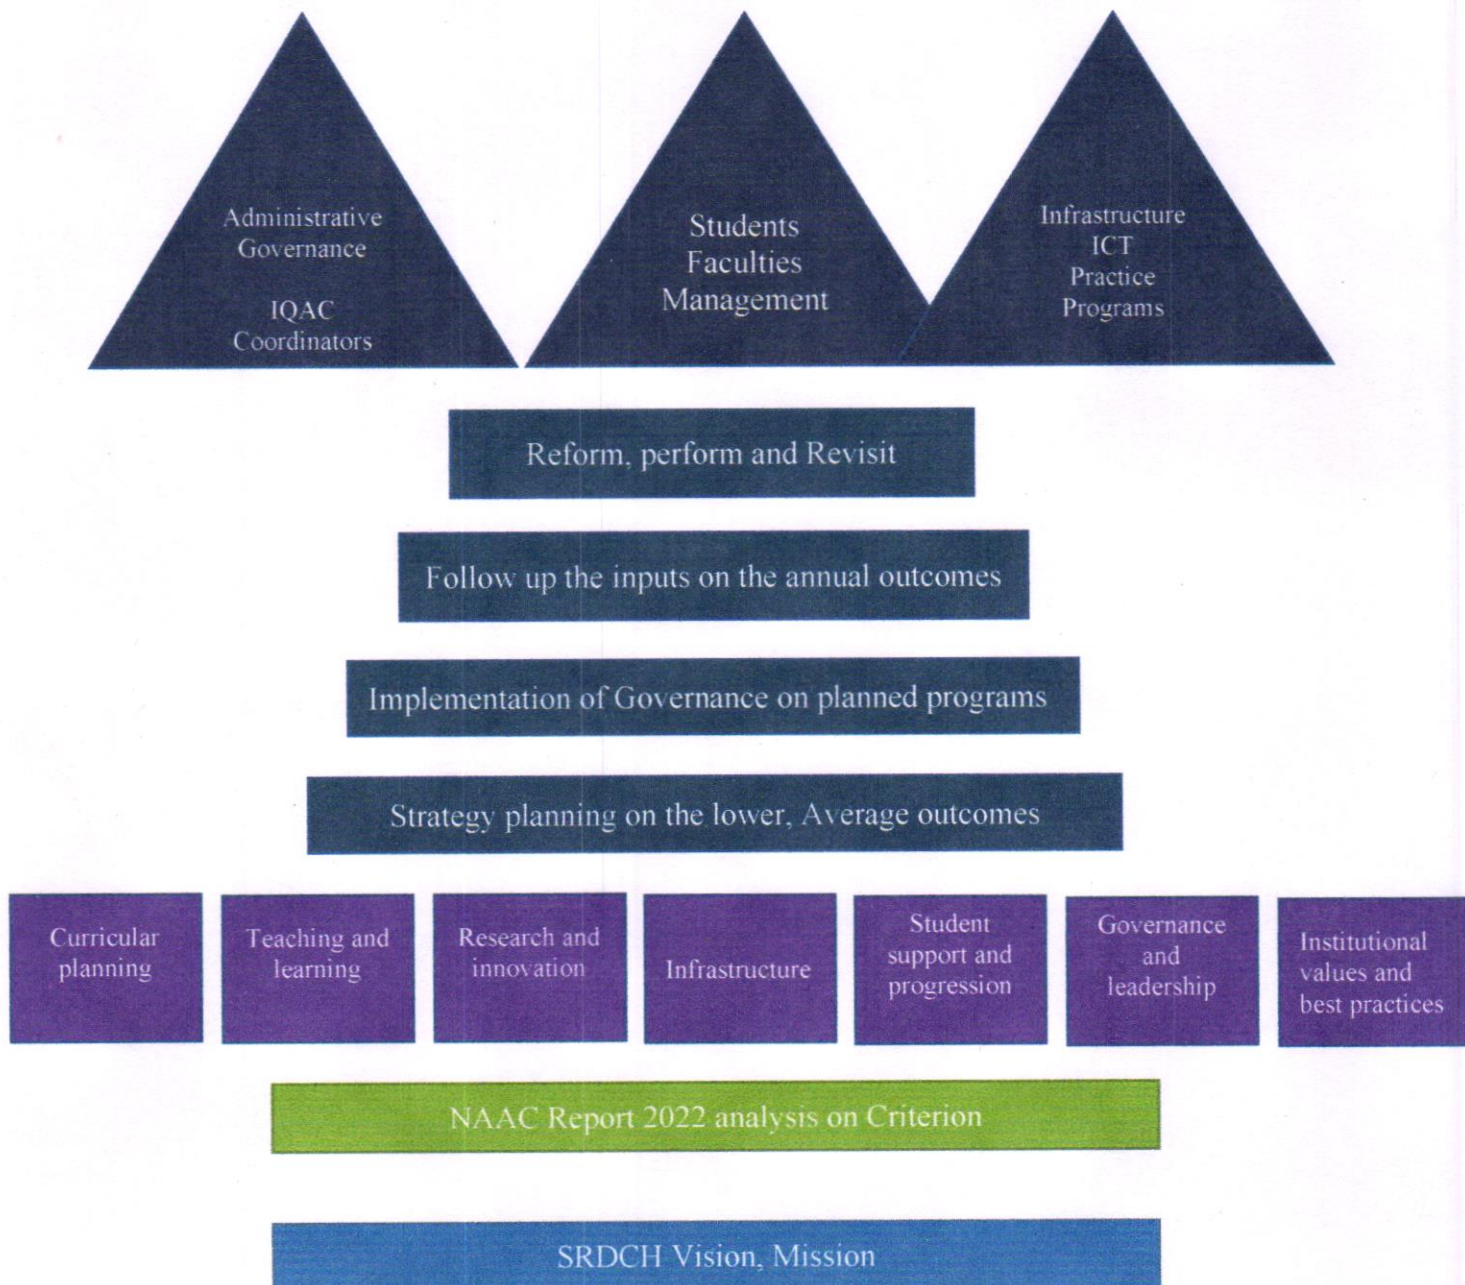 Administrative
Governance
IQAC
Coordinators
Students
Faculties
Management
Infrastructure
ICT
Practice
Programs
Reform, perform and Revisit
Follow up the inputs on the annual outcomes
Implementation of Governance on planned programs
Strategy planning on the lower, Average outcomes
Curricular
planning
Teaching and
learning
Research and
innovation
Infrastructure
Student
support and
progression
Governance
and
leadership
Institutional
values and
best practices
NAAC Report 2022 analysis on Criterion
SRDCH Vision, Mission